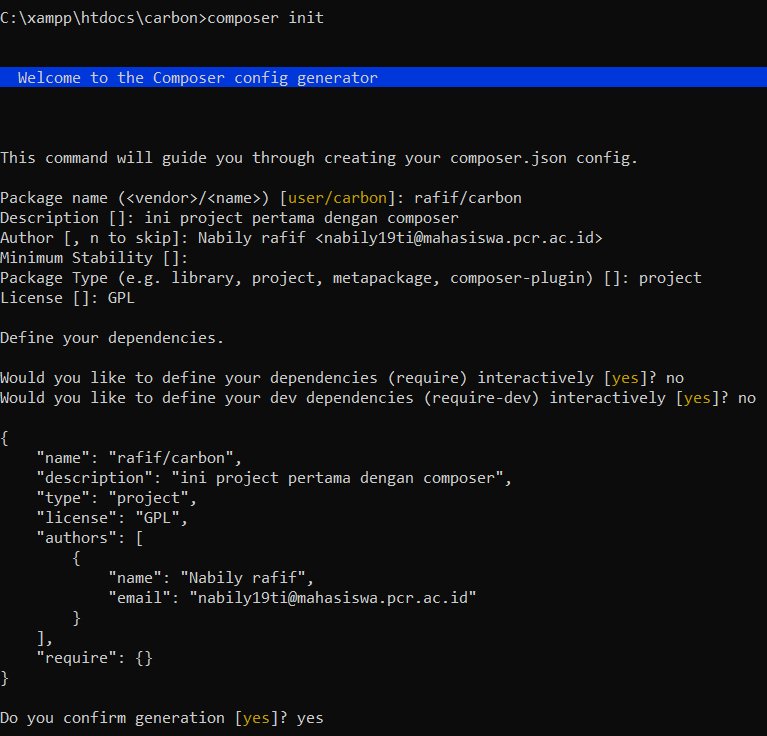 C:\xampp\htdocs\carbon>composer init
Welcome to the Composer config generator
This command will guide you through creating your composer.json config.
Package name (<vendor>/<name>) [user/carbon]: rafif/carbon
Description []: ini project pertama dengan composer
Author [, n to skip]: Nabily rafif <nabily19ti@mahasiswa.pcr.ac.id>
Minimum Stability []:
Package Type (e.g. library, project, metapackage, composer-plugin) []: project
License []: GPL
Define your dependencies.
Would you like to define your dependencies (require) interactively [yes]? no
Would you like to define your dev dependencies (require-dev) interactively [yes]? no
{
    "name": "rafif/carbon",
    "description": "ini project pertama dengan composer",
    "type": "project",
    "license": "GPL",
    "authors": [
        {
            "name": "Nabily rafif",
            "email": "nabily19ti@mahasiswa.pcr.ac.id"
        }
    ],
    "require": {}
}
Do you confirm generation [yes]? yes